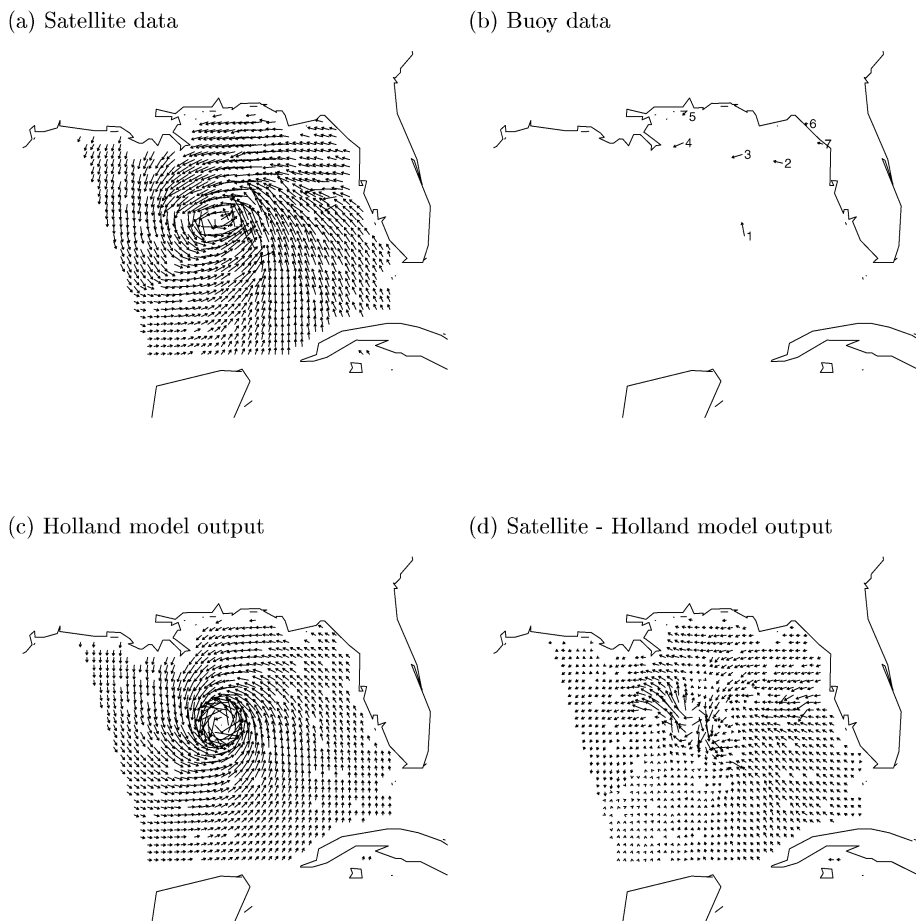 (a) Satellite data
(b) Buoy data
5
6
4
7
3
2
1
(c) Holland model output
(d) Satellite - Holland model output